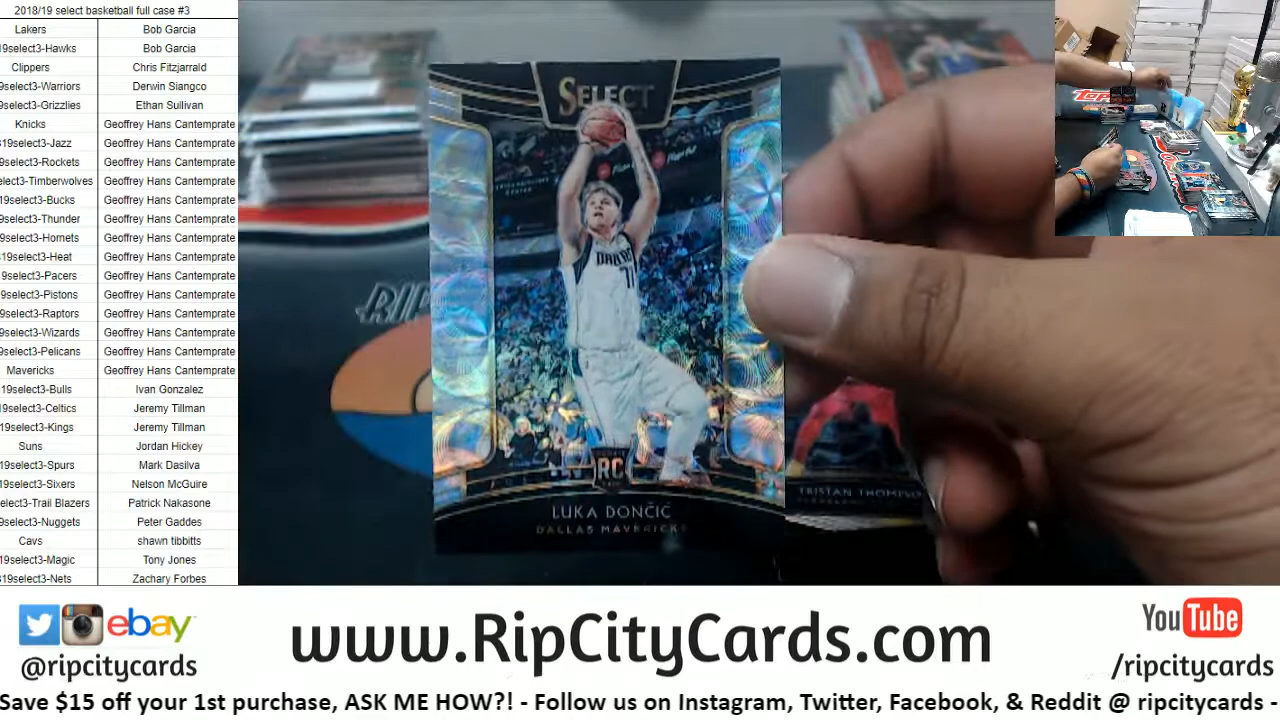 2018/19 select basketball full case #3
Lakers Bob Garcia
19select3-Hawks Bob Garcia
Clippers Chris Fitzjarrald
9select3-Warriors Derwin Siangco
9select3-Grizzlies Ethan Sullivan
Knicks Geoffrey Hans Cantemprate
19select3-Jazz Geoffrey Hans Cantemprate
9select3-Rockets Geoffrey Hans Cantemprate
elect3-Timberwolves Geoffrey Hans Cantemprate
19select3-Bucks Geoffrey Hans Cantemprate
9select3-Thunder Geoffrey Hans Cantemprate
9select3-Hornets Geoffrey Hans Cantemprate
19select3-Heat Geoffrey Hans Cantemprate
9select3-Pacers Geoffrey Hans Cantemprate
9select3-Pistons Geoffrey Hans Cantemprate
9select3-Raptors Geoffrey Hans Cantemprate
9select3-Wizards Geoffrey Hans Cantemprate
9select3-Pelicans Geoffrey Hans Cantemprate
Mavericks Geoffrey Hans Cantemprate
19select3-Bulls Ivan Gonzalez
19select3-Celtics Jeremy Tillman
19select3-Kings Jeremy Tillman
Suns Jordan Hickey
19select3-Spurs Mark Dasilva
9select3-Sixers Nelson McGuire
elect3-Trail Blazers Patrick Nakasone
9select3-Nuggets Peter Gaddes
Cavs shawn tibbitts
19select3-Magic Tony Jones
19select3-Nets Zachary Forbes
SELECT
RIP
RC
LUKA DONČIĆ
DALLAS MAVERICKS
TRISTAN THOMPSO
ebay
@ripcitycards
www.RipCityCards.com
YouTube
/ripcitycards
Save $15 off your 1st purchase, ASK ME HOW?! - Follow us on Instagram, Twitter, Facebook, & Reddit @ ripcitycards -